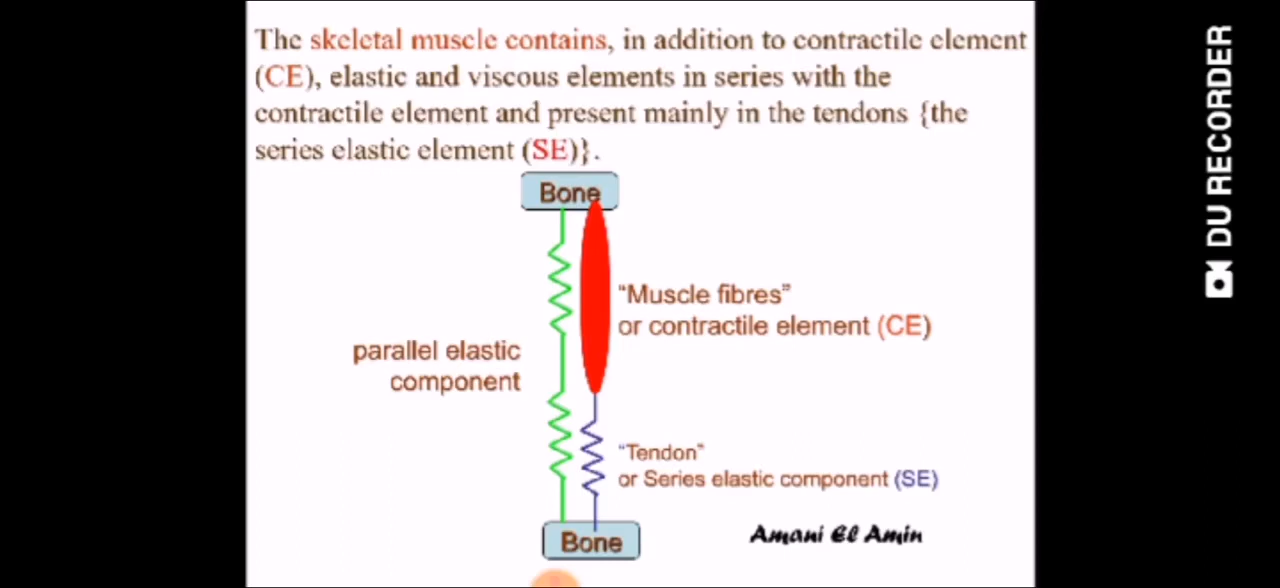 The skeletal muscle contains, in addition to contractile element
(CE), elastic and viscous elements in series with the
contractile element and present mainly in the tendons {the
series elastic element (SE)}.
Bone
"Muscle fibres"
or contractile element (CE)
parallel elastic
component
"Tendon"
or Series elastic component (SE)
Bone
Amani El Amin
DU RECORDER